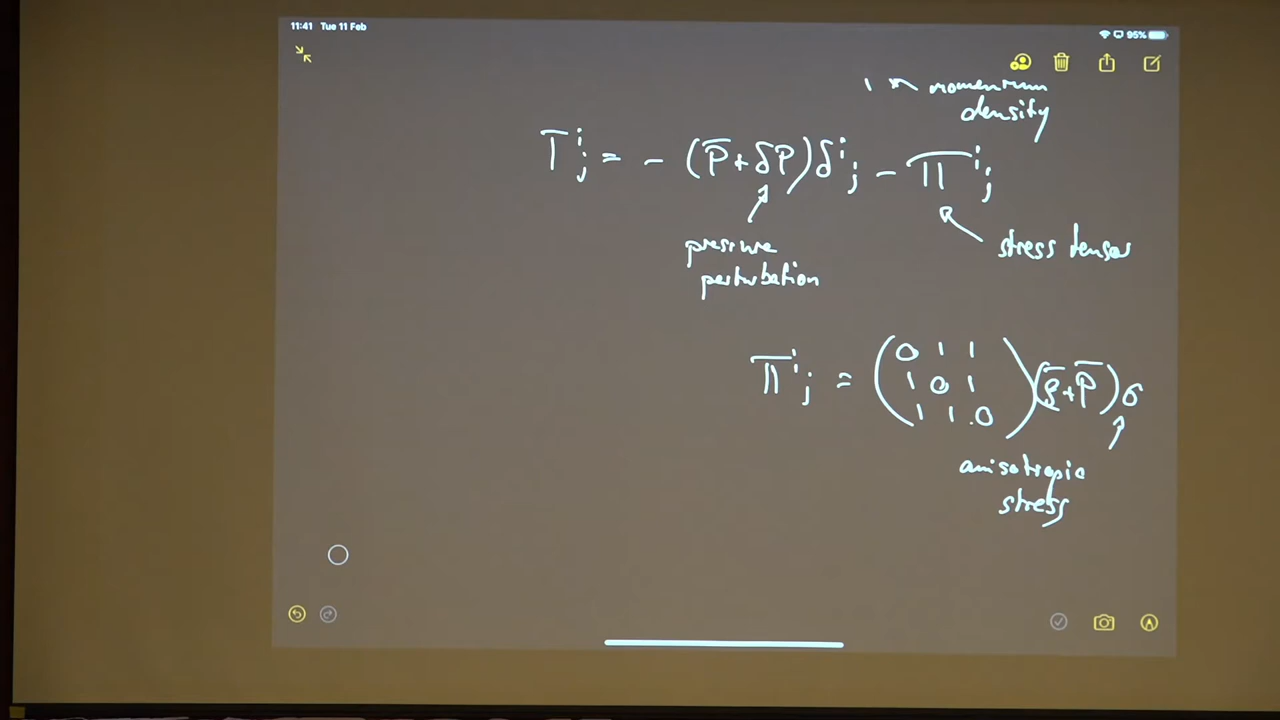 11:41 Tue 11 Feb
95%
momentum
density
T^i_j = - (P̄ + δP) δ^i_j - Π^i_j
pressure
perturbation
stress tensor
Π^i_j = (0 1 1
1 0 1
1 1 0) (ρ̄ + P̄) σ
anisotropic
stress